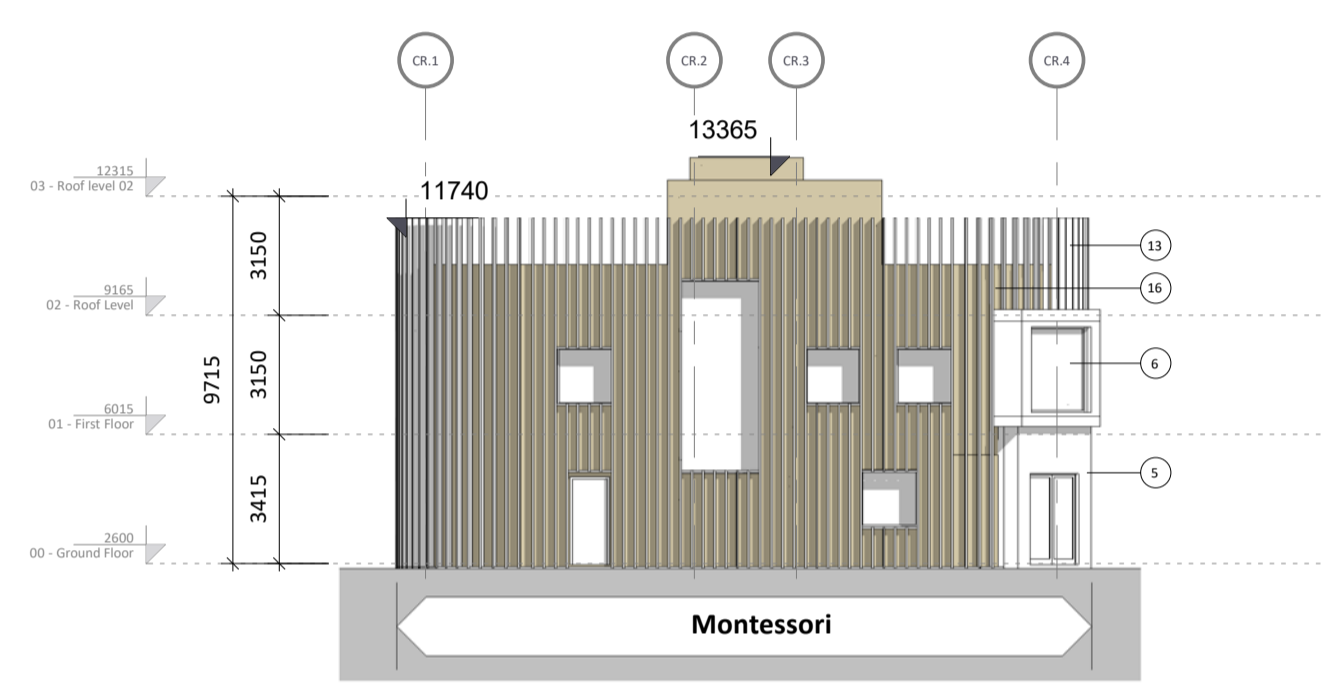 CR.1
CR.2
CR.3
CR.4
13365
12315
03 - Roof level 02
11740
3150
13
9165
02 - Roof Level
16
9715
3150
6
6015
01 - First Floor
3415
5
2600
00 - Ground Floor
Montessori